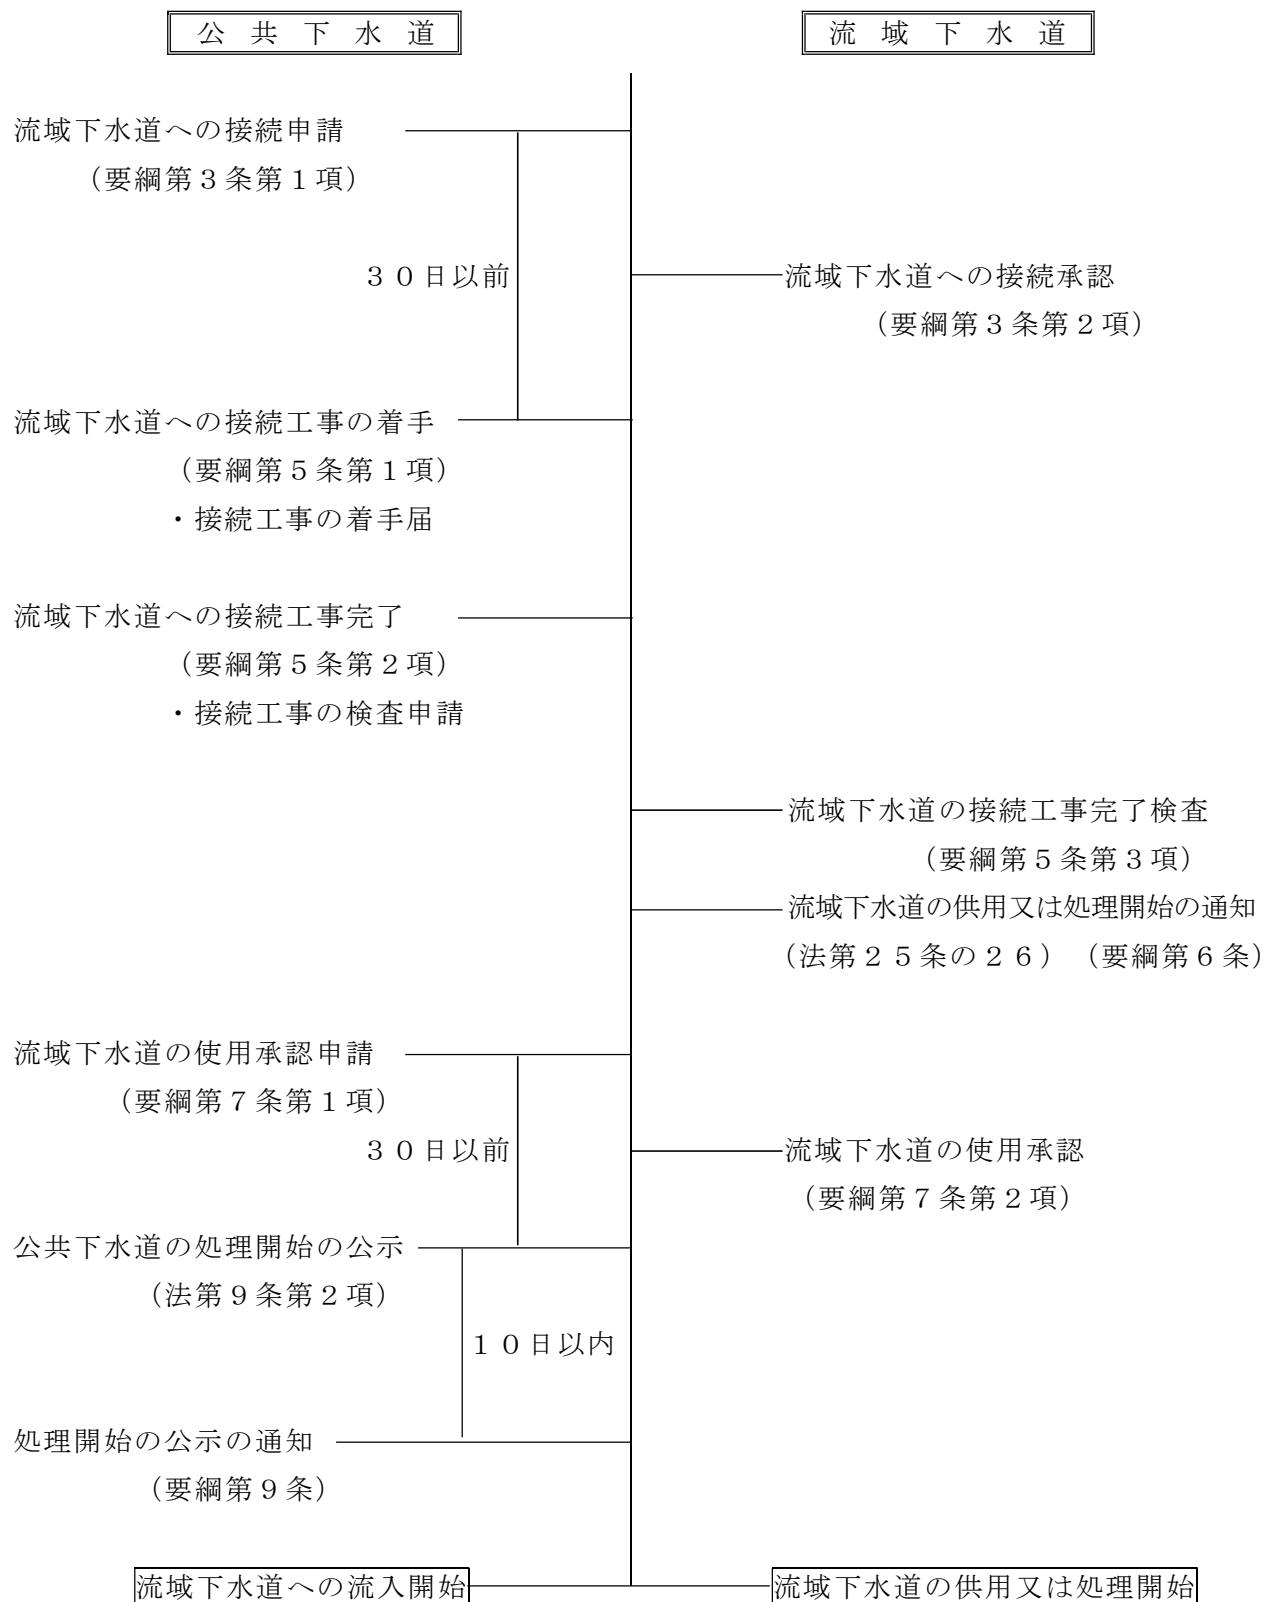 公共下水道
流域下水道
流域下水道への接続申請
（要綱第３条第１項）
３０日以前
流域下水道への接続承認
（要綱第３条第２項）
流域下水道への接続工事の着手
（要綱第５条第１項）
・接続工事の着手届
流域下水道への接続工事完了
（要綱第５条第２項）
・接続工事の検査申請
流域下水道の接続工事完了検査
（要綱第５条第３項）
流域下水道の供用又は処理開始の通知
（法第２５条の２６）（要綱第６条）
流域下水道の使用承認申請
（要綱第７条第１項）
３０日以前
流域下水道の使用承認
（要綱第７条第２項）
公共下水道の処理開始の公示
（法第９条第２項）
１０日以内
処理開始の公示の通知
（要綱第９条）
流域下水道への流入開始
流域下水道の供用又は処理開始